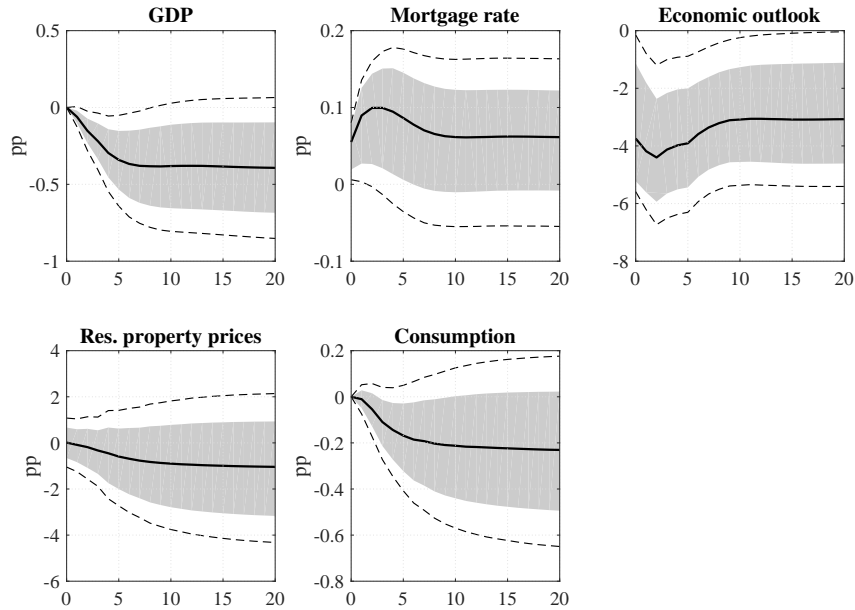 GDP
Mortgage rate
Economic outlook
0.5
0
-0.5
-1
pp
0 5 10 15 20
0.2
0.1
0
-0.1
pp
0 5 10 15 20
0
-2
-4
-6
-8
0 5 10 15 20
Res. property prices
Consumption
4
2
0
-2
-4
-6
pp
0 5 10 15 20
0.2
0
-0.2
-0.4
-0.6
-0.8
pp
0 5 10 15 20